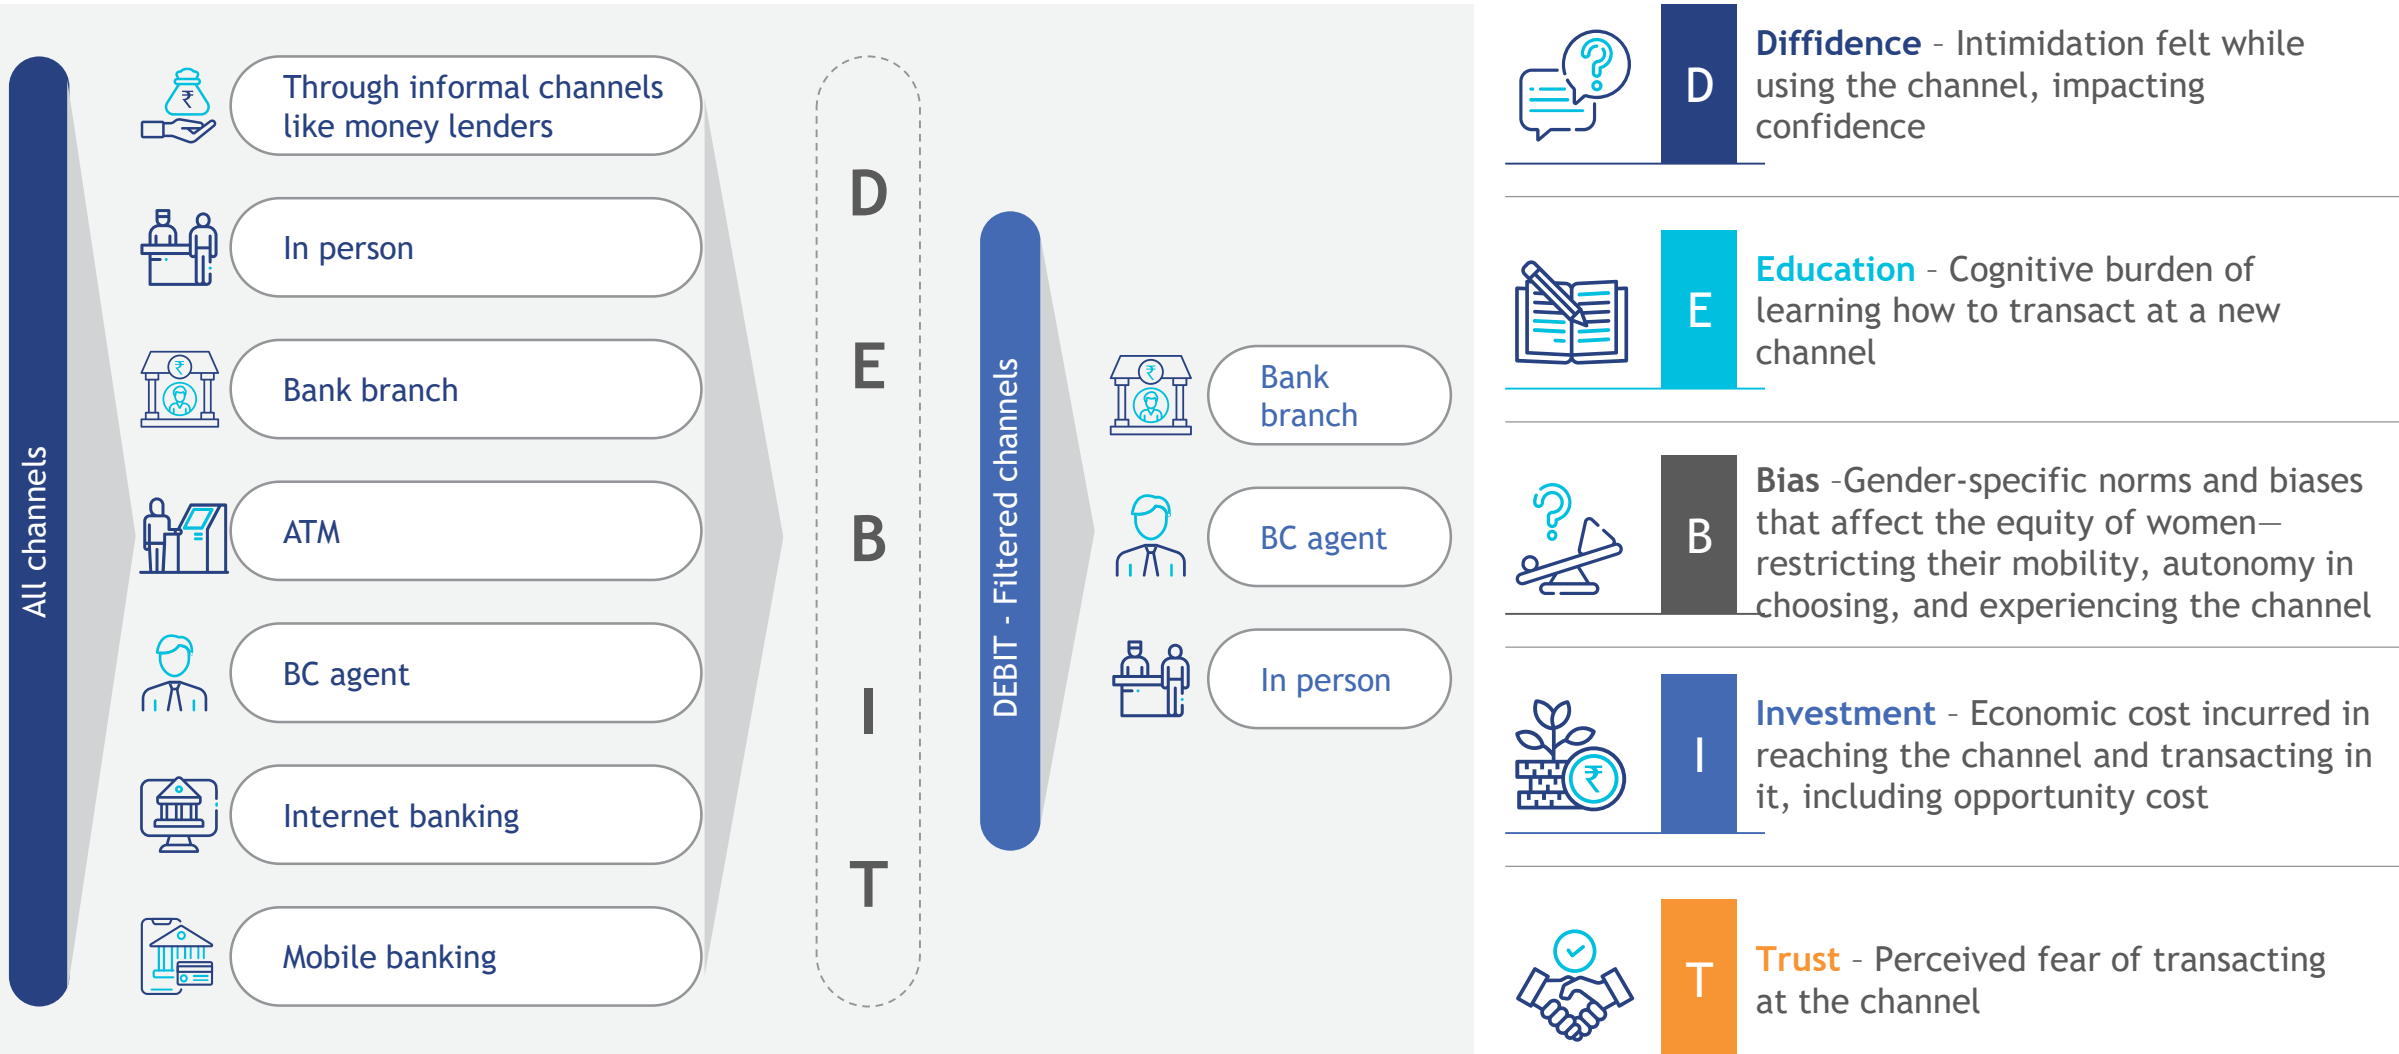 All channels
₹
Through informal channels
like money lenders
In person
₹
Bank branch
ATM
BC agent
Internet banking
Mobile banking
D
E
B
I
T
DEBIT - Filtered channels
₹
Bank
branch
BC agent
In person
?
D
Diffidence - Intimidation felt while
using the channel, impacting
confidence
E
Education - Cognitive burden of
learning how to transact at a new
channel
?
B
Bias -Gender-specific norms and biases
that affect the equity of women—
restricting their mobility, autonomy in
choosing, and experiencing the channel
₹
I
Investment - Economic cost incurred in
reaching the channel and transacting in
it, including opportunity cost
T
Trust - Perceived fear of transacting
at the channel